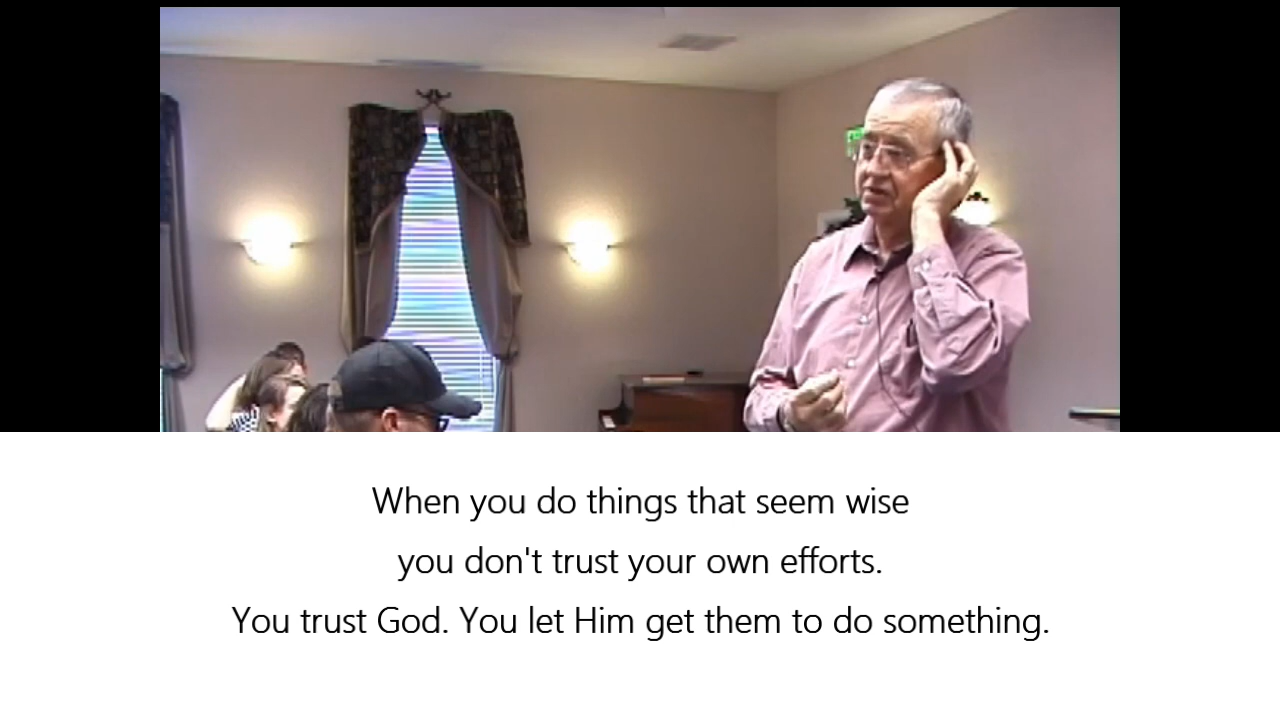 When you do things that seem wise
you don't trust your own efforts.
You trust God. You let Him get them to do something.